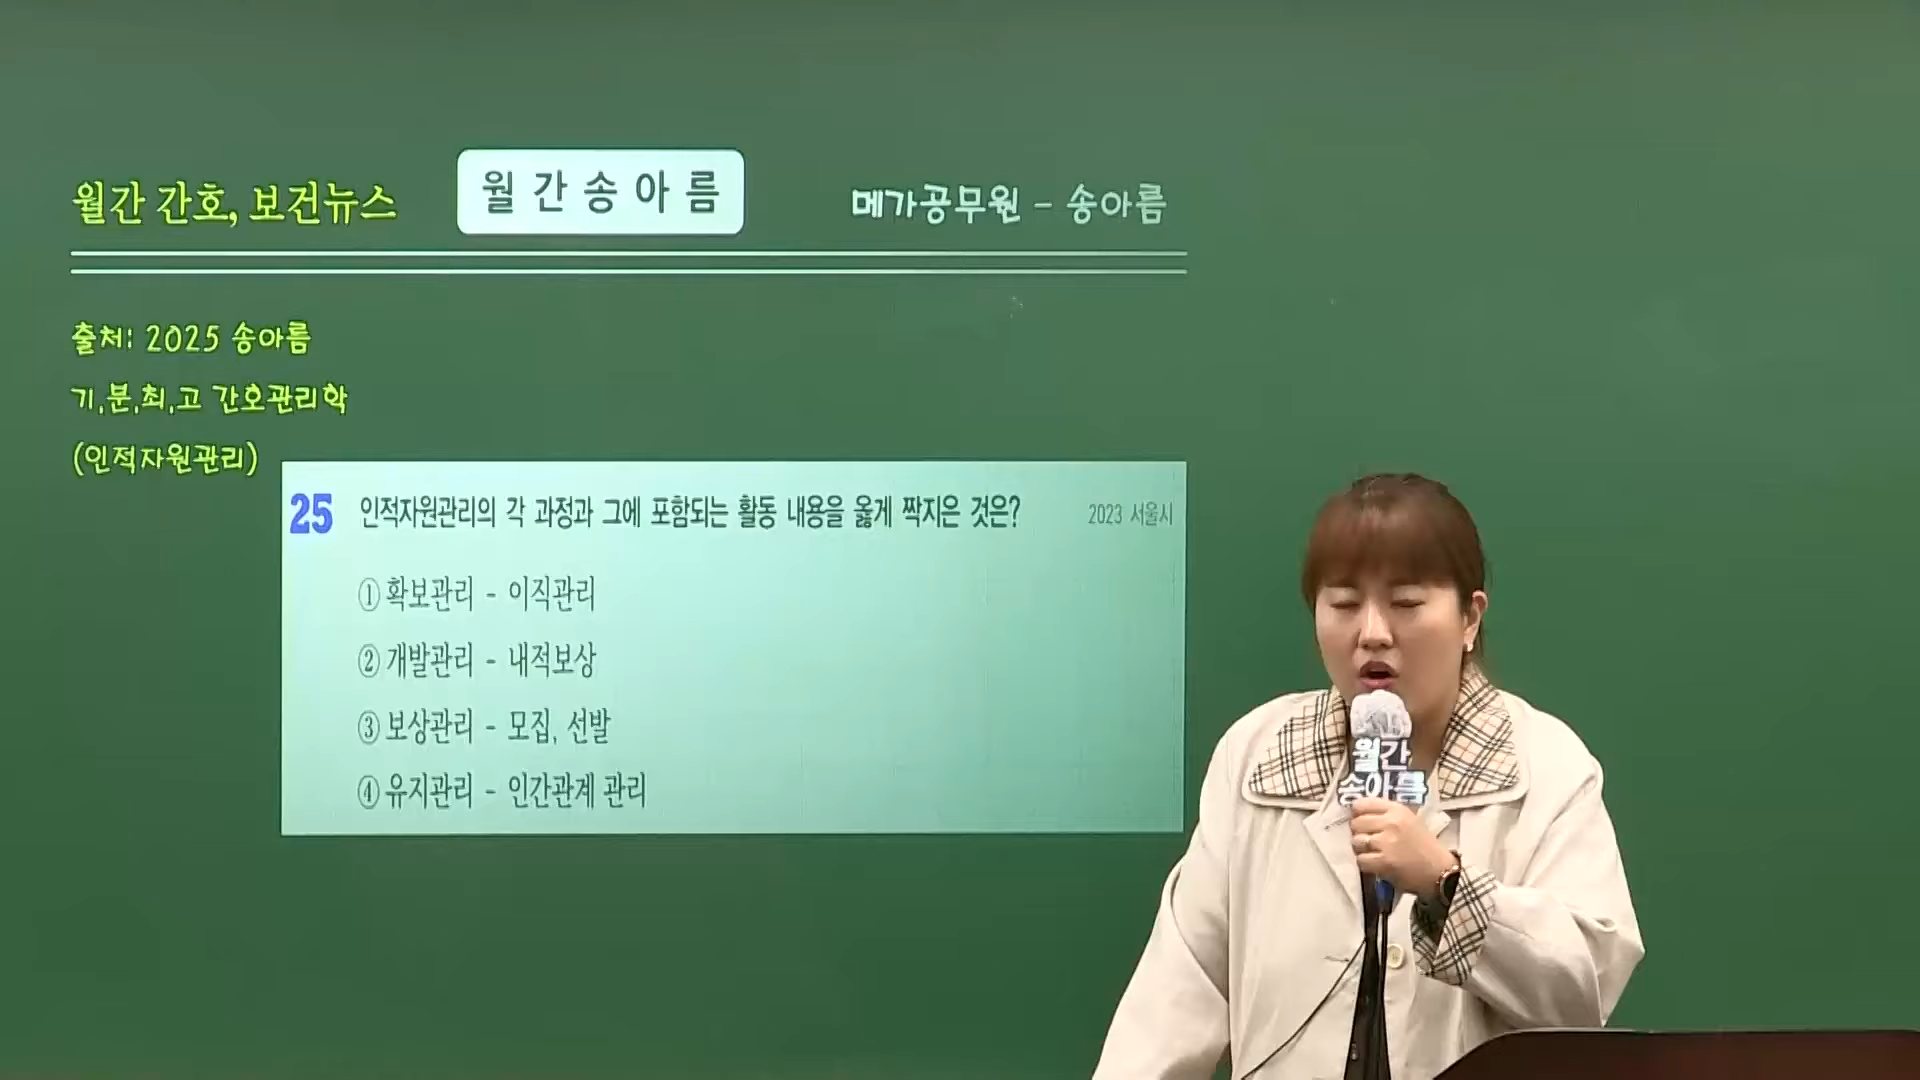 월간 간호, 보건뉴스
월간송아름
메가공무원 - 송아름
출처: 2025 송아름
기.분.최.고 간호관리학
(인적자원관리)
25 인적자원관리의 각 과정과 그에 포함되는 활동 내용을 옳게 짝지은 것은? 2023 서울시
① 확보관리 - 이직관리
② 개발관리 - 내적보상
③ 보상관리 - 모집, 선발
④ 유지관리 - 인간관계 관리
월간
송아름